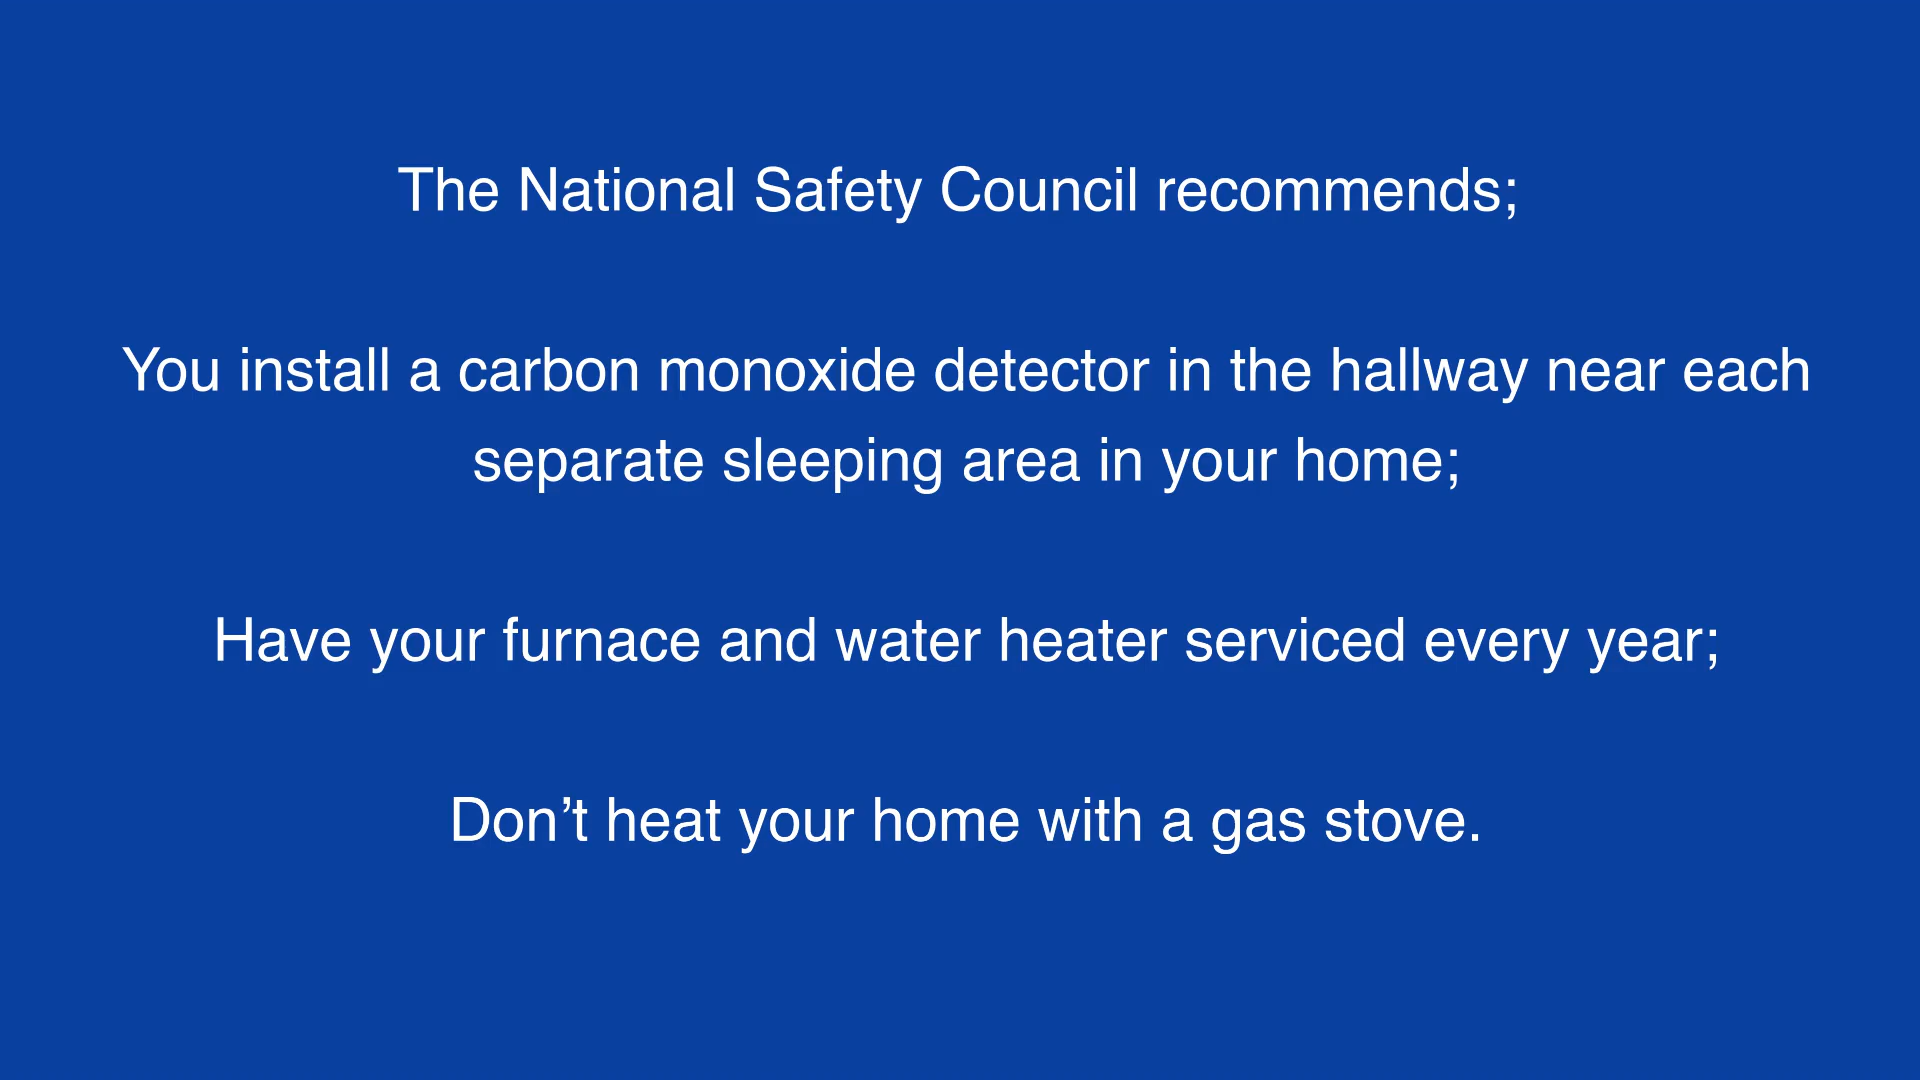 The National Safety Council recommends;
You install a carbon monoxide detector in the hallway near each
separate sleeping area in your home;
Have your furnace and water heater serviced every year;
Don’t heat your home with a gas stove.